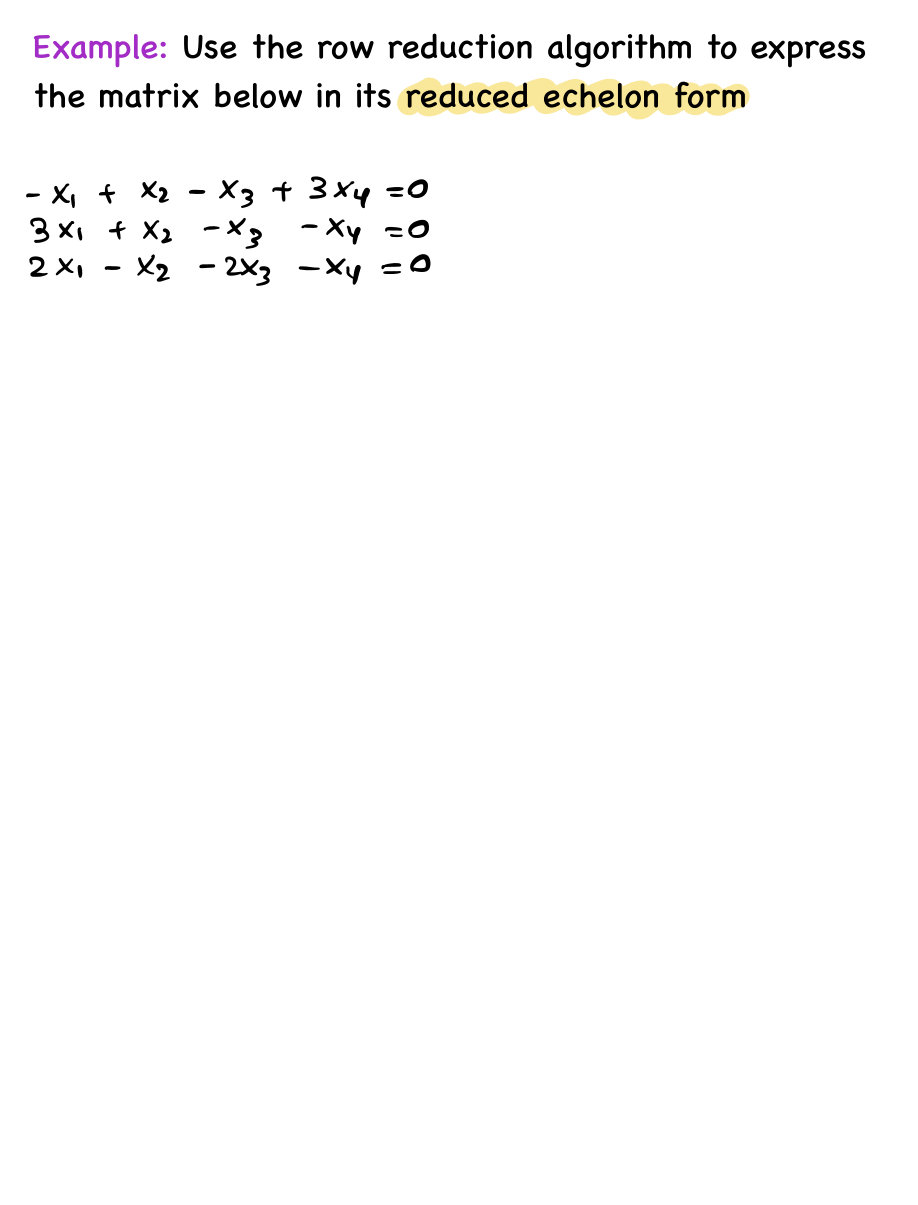 Example: Use the row reduction algorithm to express
the matrix below in its reduced echelon form
- x₁ + x₂ - x₃ + 3x₄ = 0
3x₁ + x₂ - x₃ - x₄ = 0
2x₁ - x₂ - 2x₃ - x₄ = 0